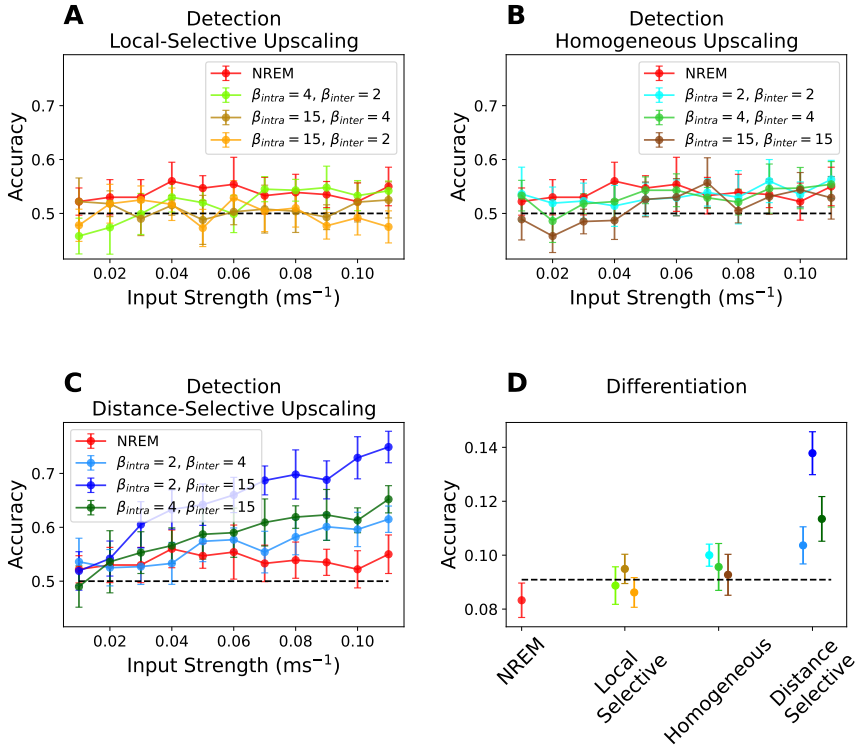 A
Detection
Local-Selective Upscaling
NREM
β_intra = 4, β_inter = 2
β_intra = 15, β_inter = 4
β_intra = 15, β_inter = 2
Accuracy
0.7
0.6
0.5
0.02 0.04 0.06 0.08 0.10
Input Strength (ms⁻¹)
B
Detection
Homogeneous Upscaling
NREM
β_intra = 2, β_inter = 2
β_intra = 4, β_inter = 4
β_intra = 15, β_inter = 15
Accuracy
0.7
0.6
0.5
0.02 0.04 0.06 0.08 0.10
Input Strength (ms⁻¹)
C
Detection
Distance-Selective Upscaling
NREM
β_intra = 2, β_inter = 4
β_intra = 2, β_inter = 15
β_intra = 4, β_inter = 15
Accuracy
0.7
0.6
0.5
0.02 0.04 0.06 0.08 0.10
Input Strength (ms⁻¹)
D
Differentiation
Accuracy
0.14
0.12
0.10
0.08
NREM
Local
Selective
Homogeneous
Distance
Selective